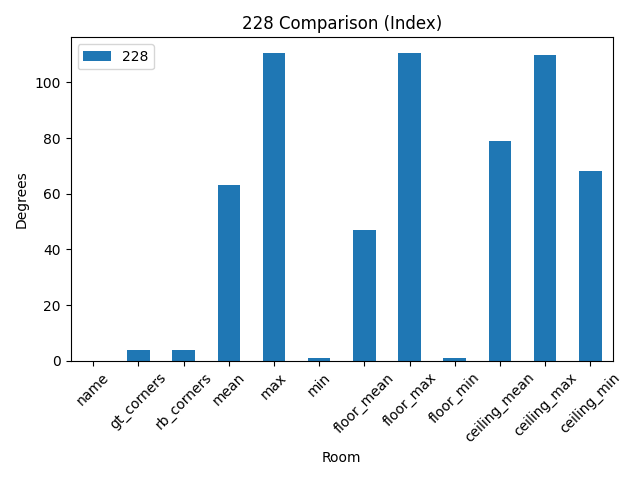 228 Comparison (Index)
228
Degrees
100
80
60
40
20
0
name
gt_corners
rb_corners
mean
max
min
floor_mean
floor_max
floor_min
ceiling_mean
ceiling_max
ceiling_min
Room